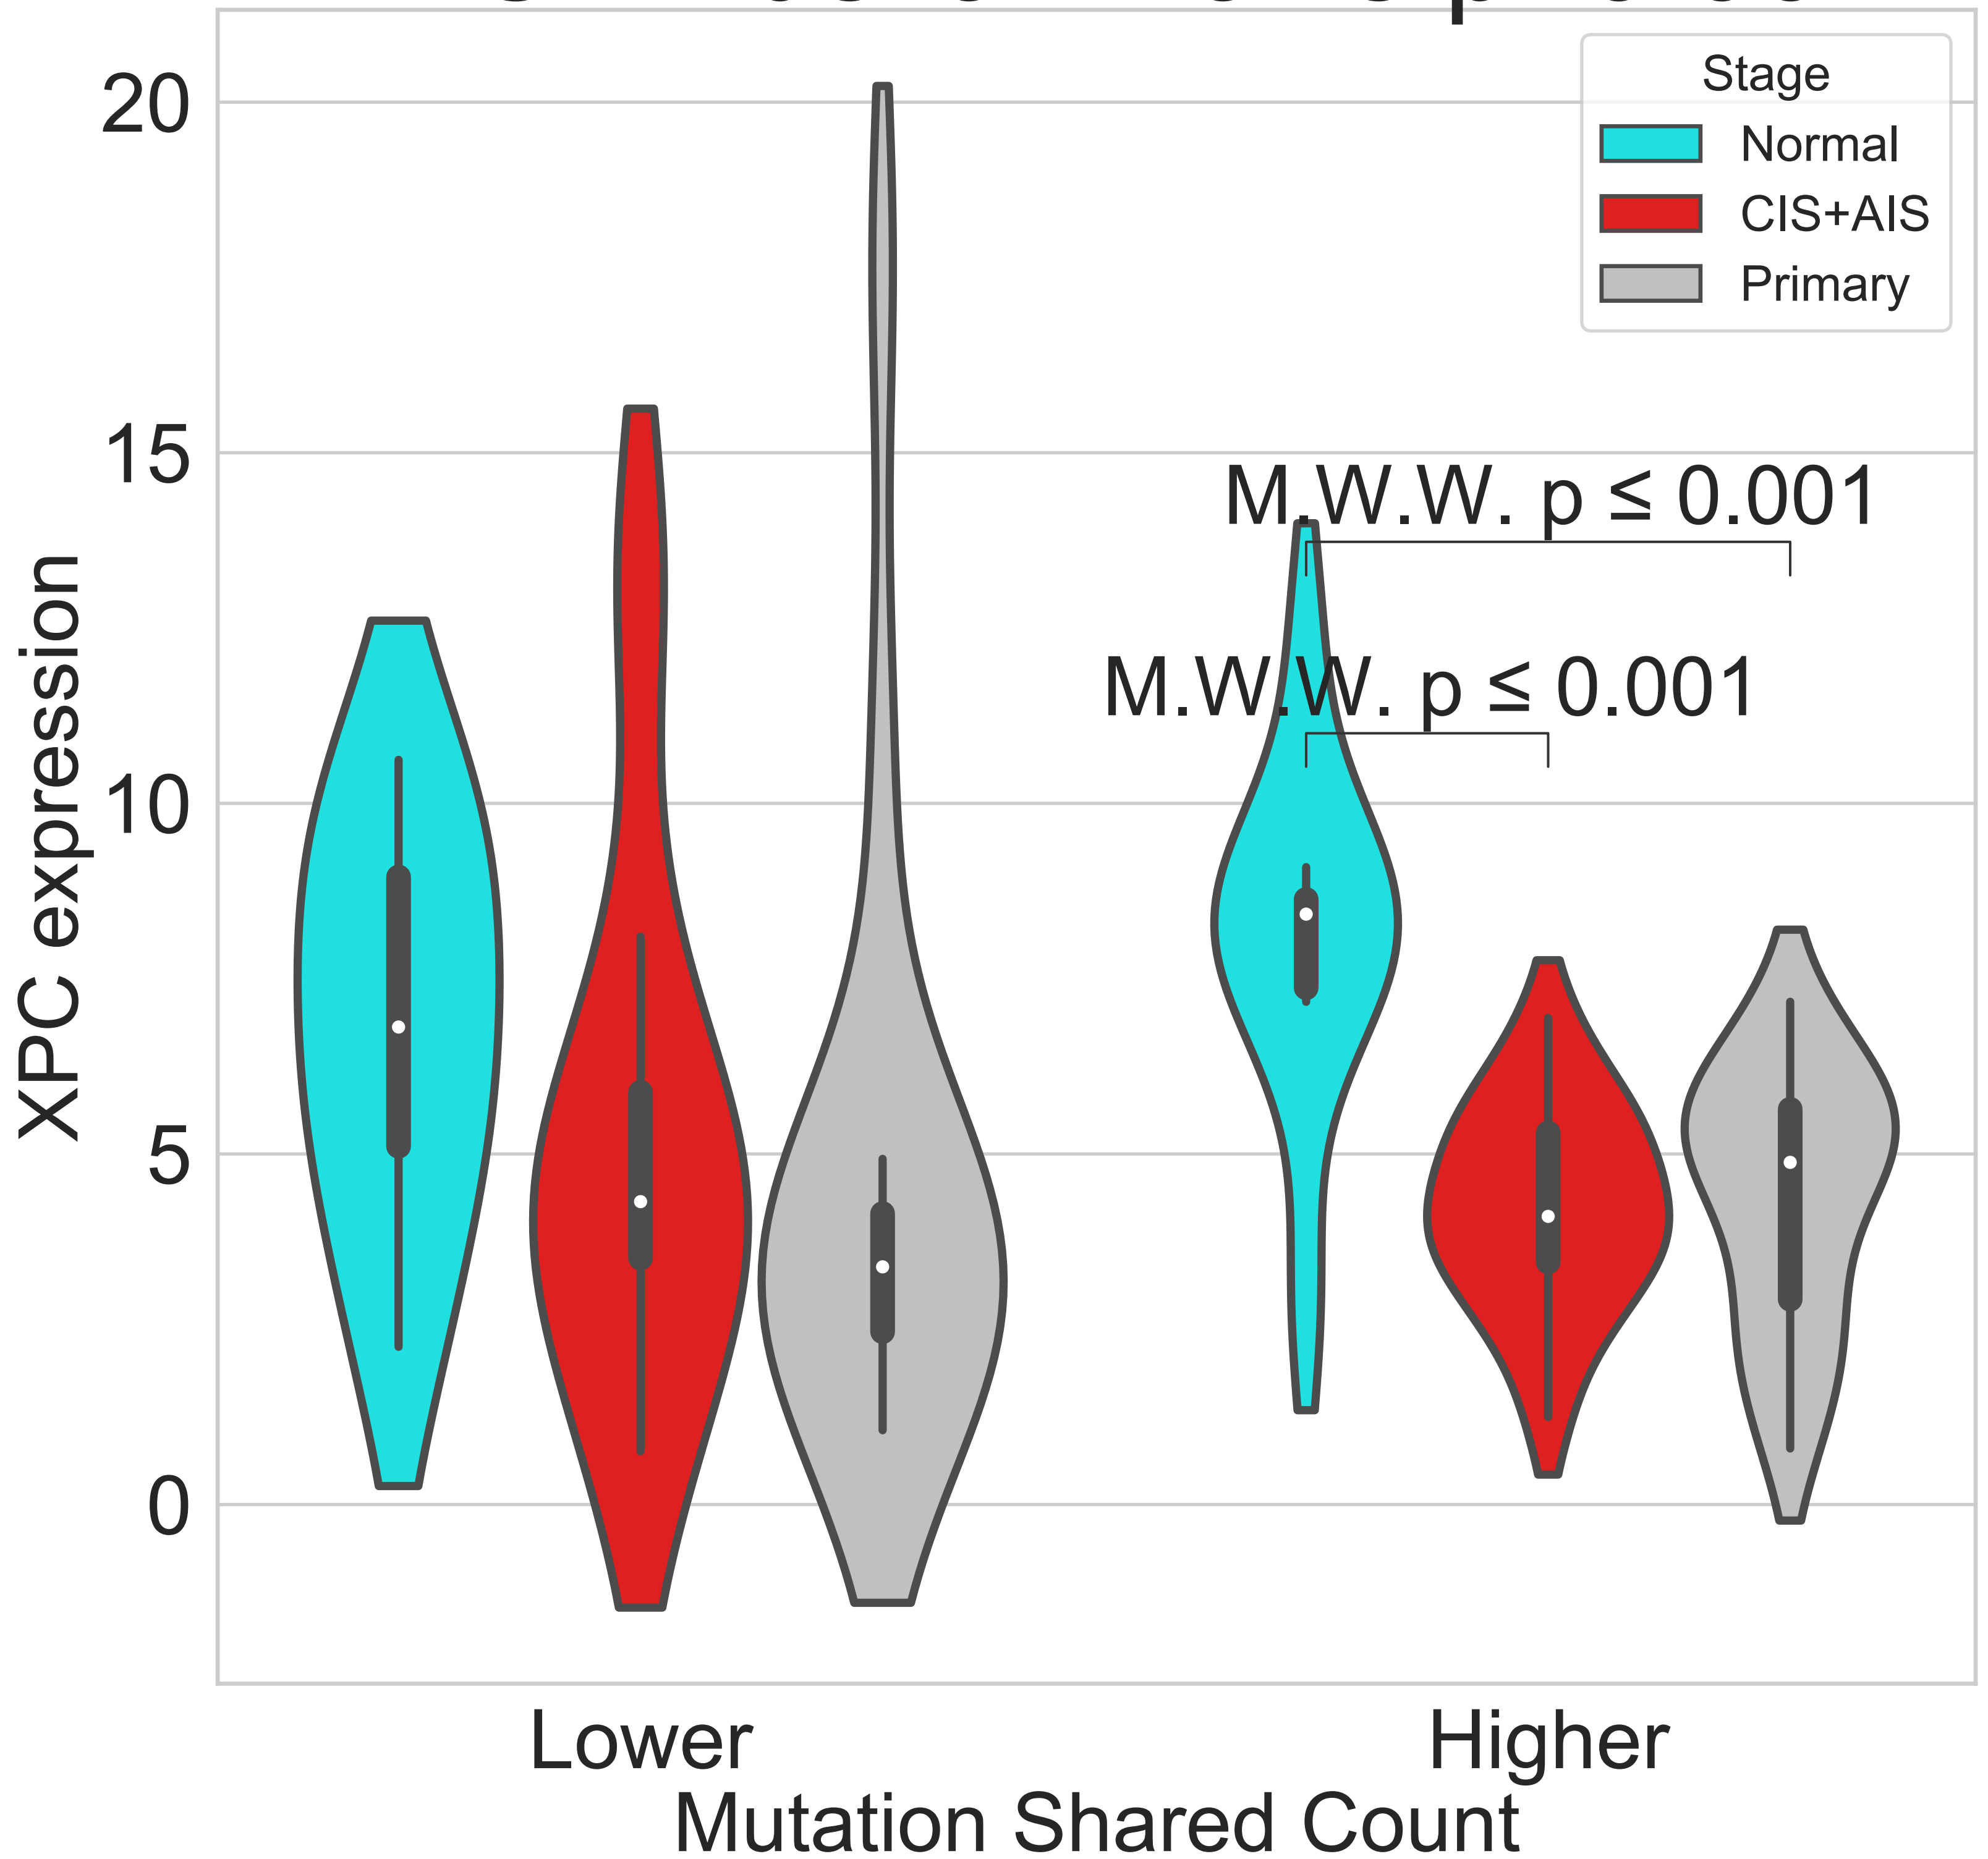 Stage
Normal
CIS+AIS
Primary
20
15
10
5
0
XPC expression
M.W.W. p ≤ 0.001
M.W.W. p ≤ 0.001
Lower
Higher
Mutation Shared Count